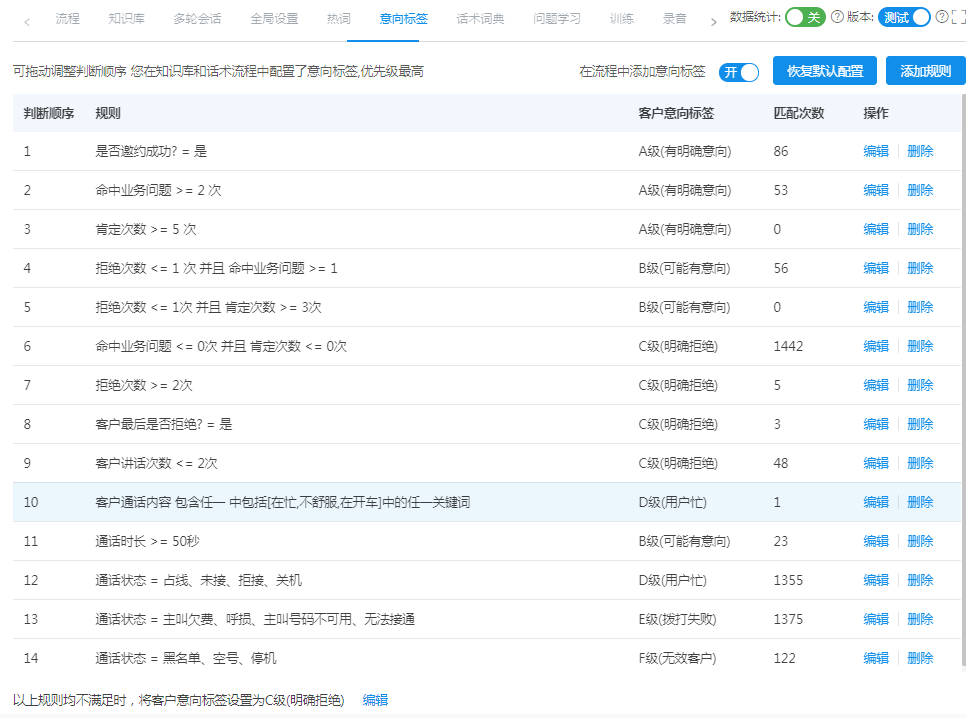 流程 知识库 多轮会话 全局设置 热词 意向标签 话术词典 问题学习 训练 录音 数据统计: 关 版本: 测试
可拖动调整判断顺序 您在知识库和话术流程中配置了意向标签,优先级最高 在流程中添加意向标签 开 恢复默认配置 添加规则
判断顺序 规则 客户意向标签 匹配次数 操作
1 是否邀约成功? = 是 A级(有明确意向) 86 编辑 删除
2 命中业务问题 >= 2 次 A级(有明确意向) 53 编辑 删除
3 肯定次数 >= 5 次 A级(有明确意向) 0 编辑 删除
4 拒绝次数 <= 1 次 并且 命中业务问题 >= 1 B级(可能有意向) 56 编辑 删除
5 拒绝次数 <= 1次 并且 肯定次数 >= 3次 B级(可能有意向) 0 编辑 删除
6 命中业务问题 <= 0次 并且 肯定次数 <= 0次 C级(明确拒绝) 1442 编辑 删除
7 拒绝次数 >= 2次 C级(明确拒绝) 5 编辑 删除
8 客户最后是否拒绝? = 是 C级(明确拒绝) 3 编辑 删除
9 客户讲话次数 <= 2次 C级(明确拒绝) 48 编辑 删除
10 客户通话内容 包含任一 中包括[在忙,不舒服,在开车]中的任一关键词 D级(用户忙) 1 编辑 删除
11 通话时长 >= 50秒 B级(可能有意向) 23 编辑 删除
12 通话状态 = 占线、未接、拒接、关机 D级(用户忙) 1355 编辑 删除
13 通话状态 = 主叫欠费、呼损、主叫号码不可用、无法接通 E级(拨打失败) 1375 编辑 删除
14 通话状态 = 黑名单、空号、停机 F级(无效客户) 122 编辑 删除
以上规则均不满足时，将客户意向标签设置为C级(明确拒绝) 编辑